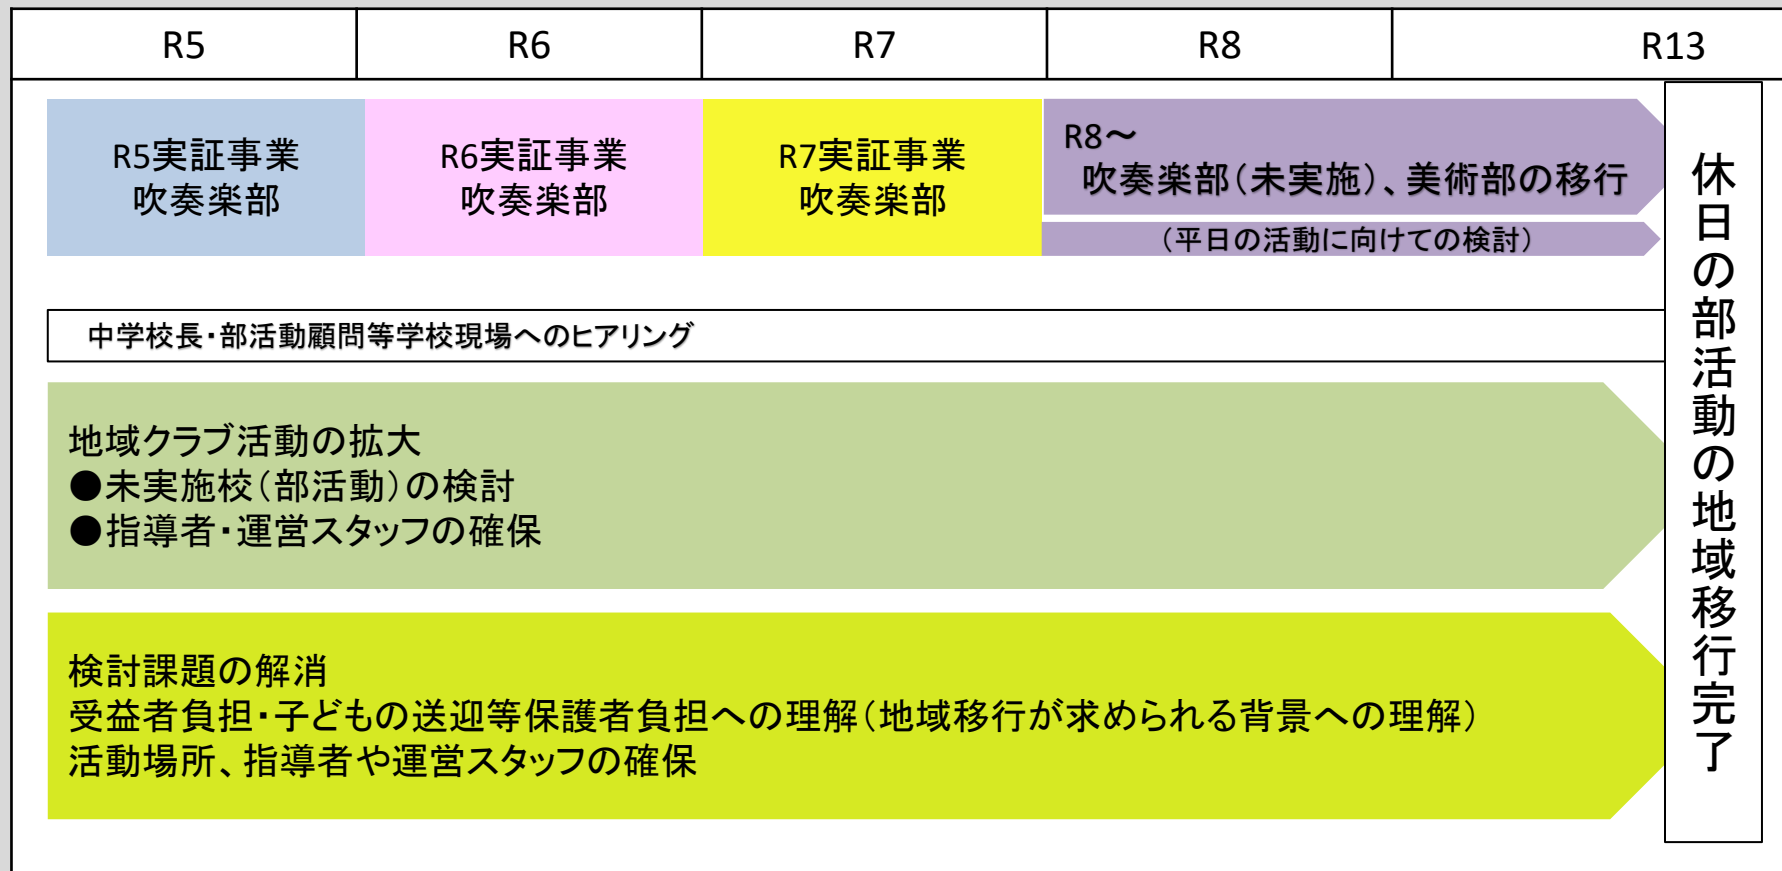 R5
R6
R7
R8
R13
R5実証事業
吹奏楽部
R6実証事業
吹奏楽部
R7実証事業
吹奏楽部
R8～
吹奏楽部（未実施）、美術部の移行
（平日の活動に向けての検討）
中学校長・部活動顧問等学校現場へのヒアリング
地域クラブ活動の拡大
●未実施校（部活動）の検討
●指導者・運営スタッフの確保
検討課題の解消
受益者負担・子どもの送迎等保護者負担への理解（地域移行が求められる背景への理解）
活動場所、指導者や運営スタッフの確保
休日の部活動の地域移行完了